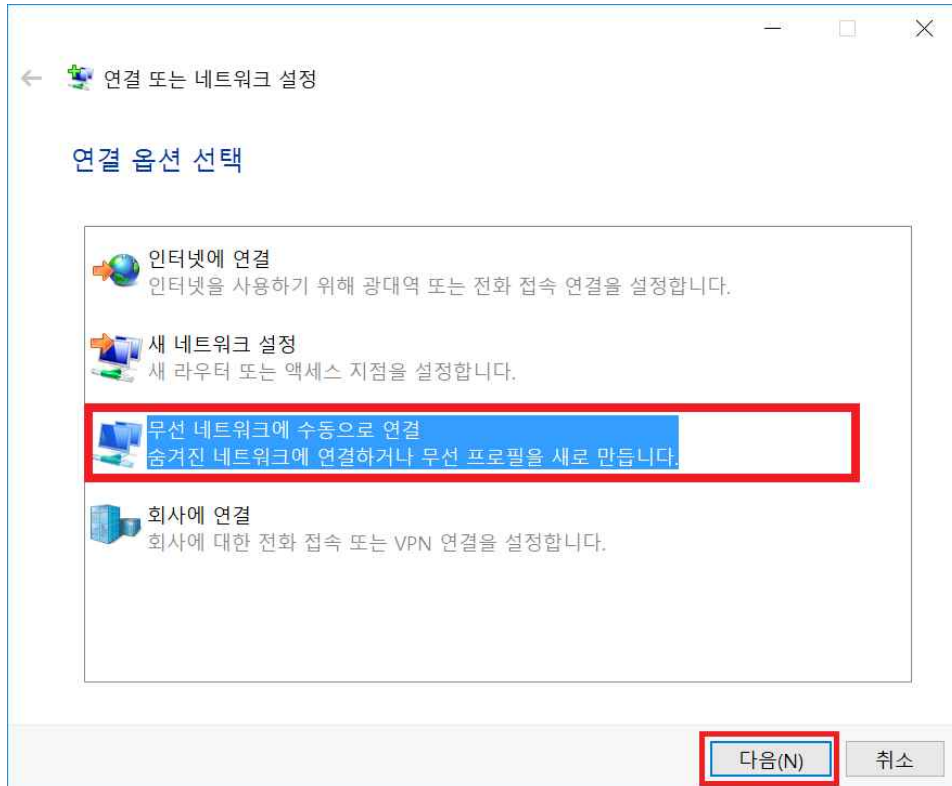 연결 또는 네트워크 설정
연결 옵션 선택
인터넷에 연결
인터넷을 사용하기 위해 광대역 또는 전화 접속 연결을 설정합니다.
새 네트워크 설정
새 라우터 또는 액세스 지점을 설정합니다.
무선 네트워크에 수동으로 연결
숨겨진 네트워크에 연결하거나 무선 프로필을 새로 만듭니다.
회사에 연결
회사에 대한 전화 접속 또는 VPN 연결을 설정합니다.
다음(N)
취소